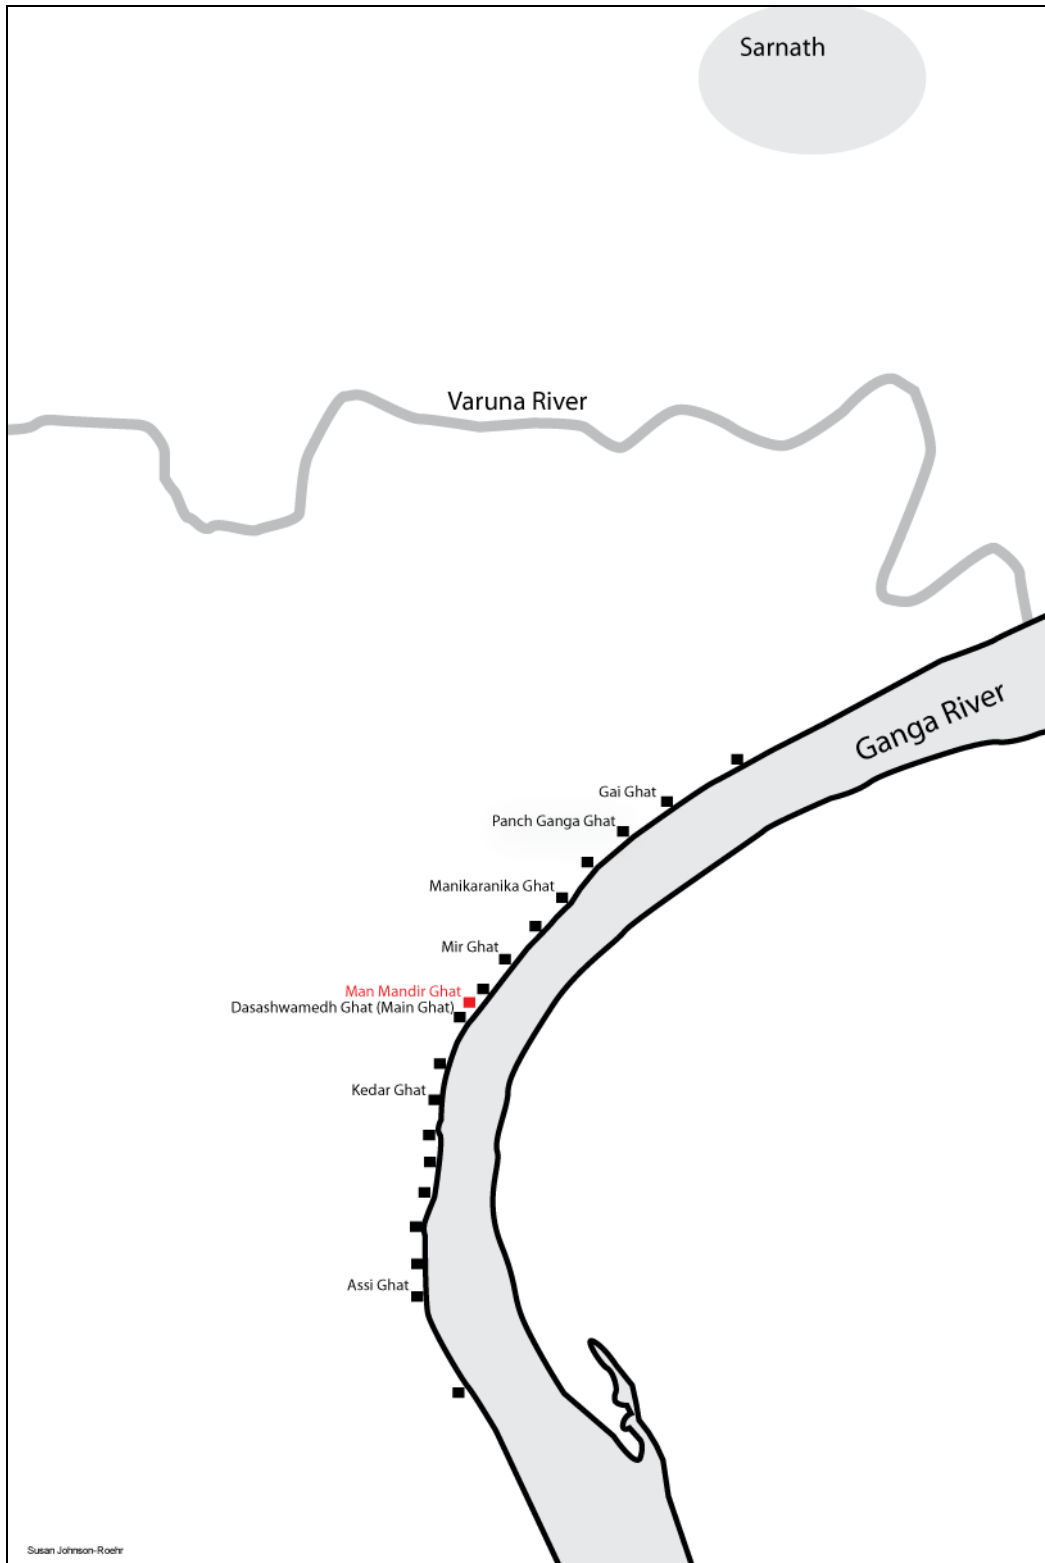 Sarnath
Varuna River
Ganga River
Gai Ghat
Panch Ganga Ghat
Manikaranika Ghat
Mir Ghat
Man Mandir Ghat
Dasashwamedh Ghat (Main Ghat)
Kedar Ghat
Assi Ghat
Susan Johnson-Roehr